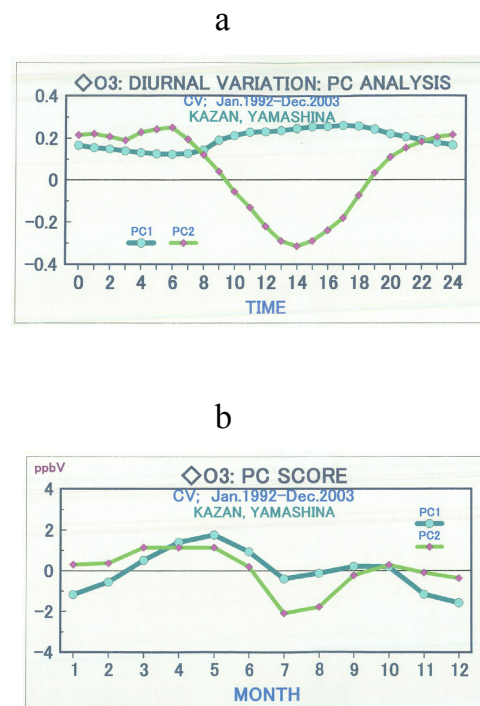 a
◇O3: DIURNAL VARIATION: PC ANALYSIS
CV; Jan.1992-Dec.2003
KAZAN, YAMASHINA
0.4
0.2
0
−0.2
−0.4
PC1 PC2
0 2 4 6 8 10 12 14 16 18 20 22 24
TIME
b
ppbV
◇O3: PC SCORE
CV; Jan.1992-Dec.2003
KAZAN, YAMASHINA
PC1
PC2
4
2
0
−2
−4
1 2 3 4 5 6 7 8 9 10 11 12
MONTH